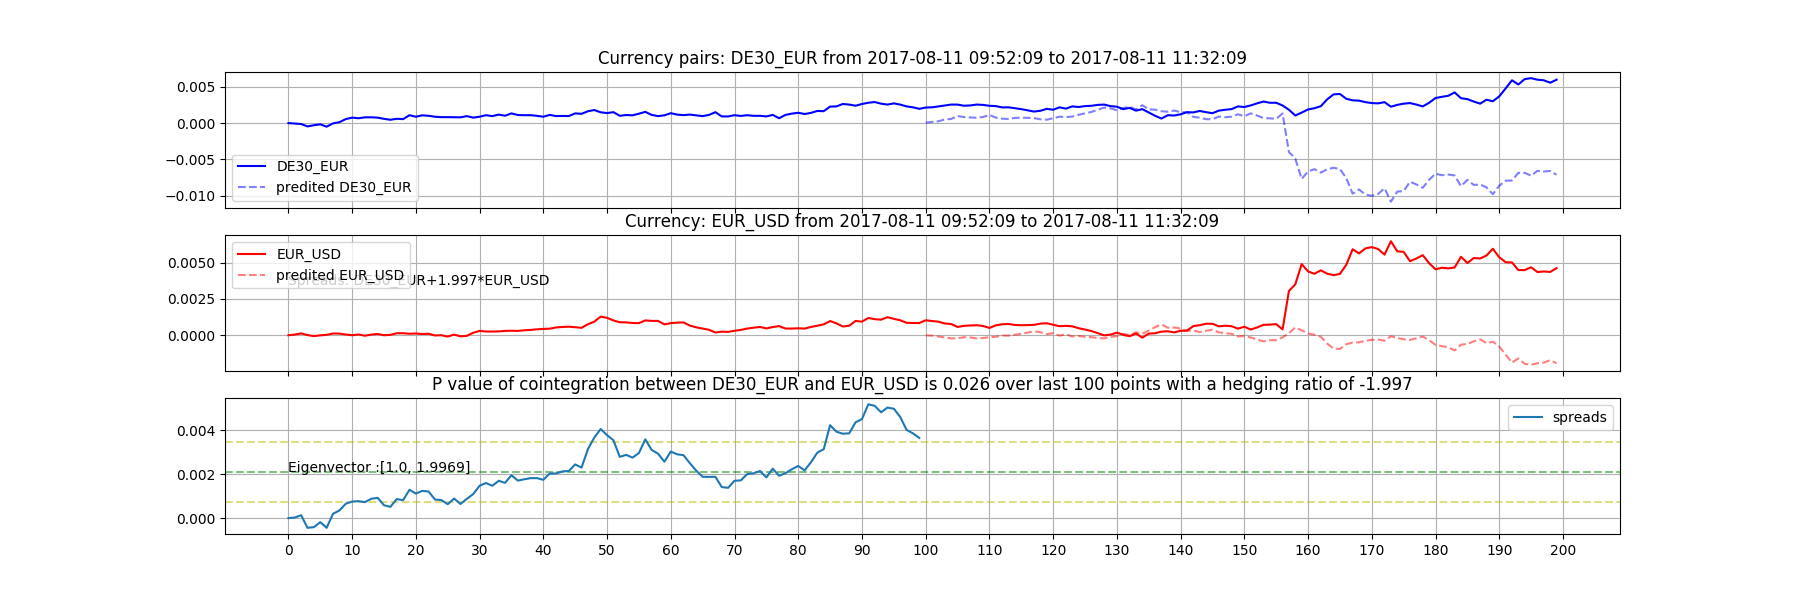 Currency pairs: DE30_EUR from 2017-08-11 09:52:09 to 2017-08-11 11:32:09
0.005
0.000
−0.005
−0.010
DE30_EUR
predited DE30_EUR
Currency: EUR_USD from 2017-08-11 09:52:09 to 2017-08-11 11:32:09
0.0050
0.0025
0.0000
EUR_USD
predited EUR_USD
Spreads: DE30_EUR+1.997*EUR_USD
P value of cointegration between DE30_EUR and EUR_USD is 0.026 over last 100 points with a hedging ratio of -1.997
0.004
0.002
0.000
spreads
Eigenvector :[1.0, 1.9969]
0 10 20 30 40 50 60 70 80 90 100 110 120 130 140 150 160 170 180 190 200